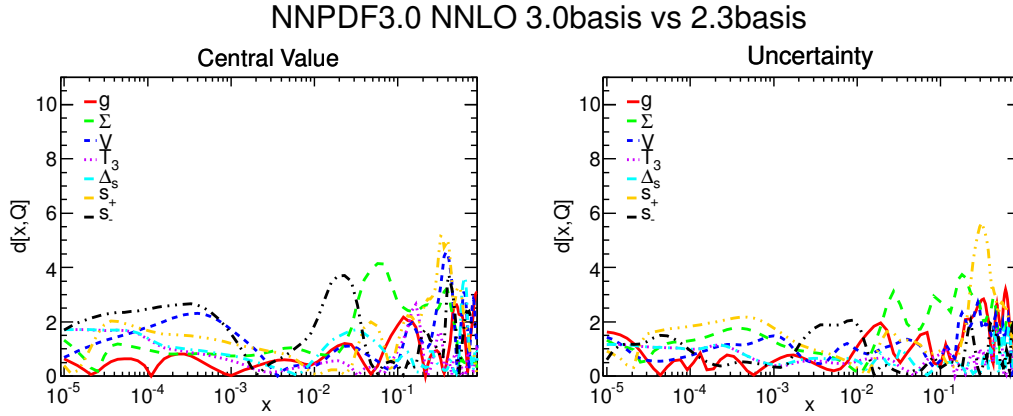 NNPDF3.0 NNLO 3.0basis vs 2.3basis
Central Value
d[x,Q]
10
8
6
4
2
0
g
Σ
V
T₃
Δₛ
s₊
s₋
10⁻⁵ 10⁻⁴ 10⁻³ 10⁻² 10⁻¹
x
Uncertainty
d[x,Q]
10
8
6
4
2
0
g
Σ
V
T₃
Δₛ
s₊
s₋
10⁻⁵ 10⁻⁴ 10⁻³ 10⁻² 10⁻¹
x